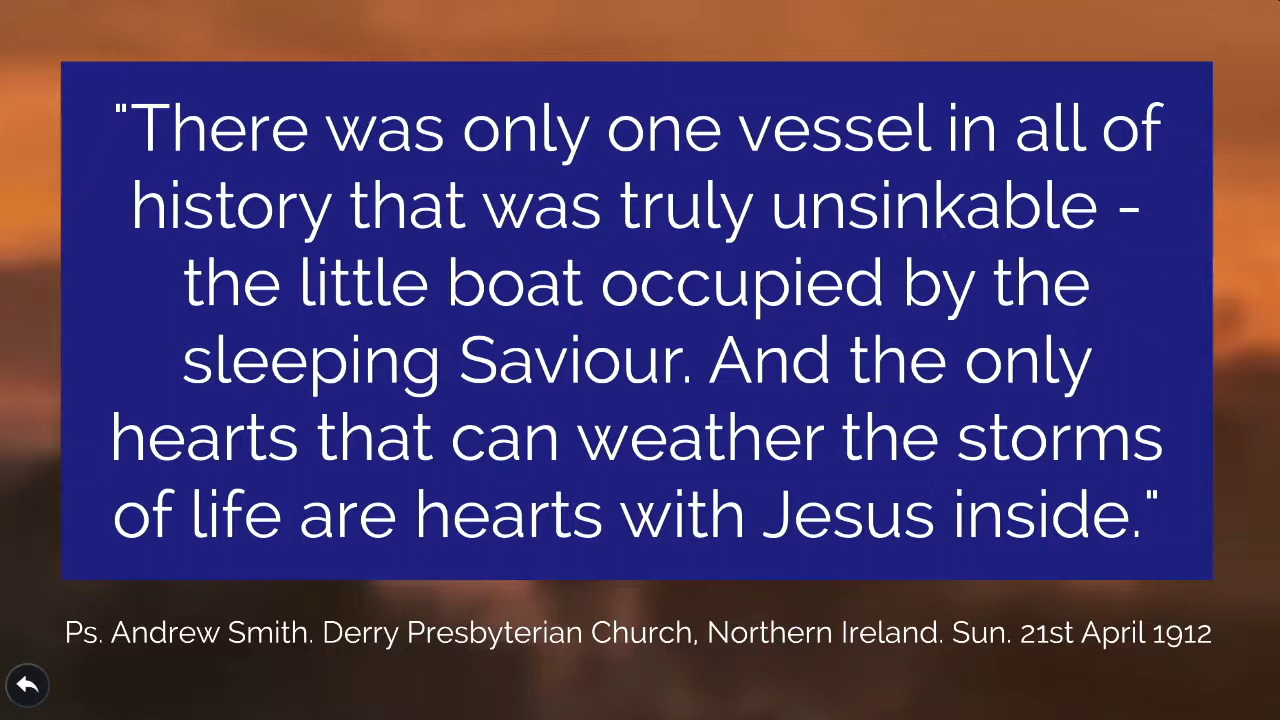 "There was only one vessel in all of
history that was truly unsinkable -
the little boat occupied by the
sleeping Saviour. And the only
hearts that can weather the storms
of life are hearts with Jesus inside."
Ps. Andrew Smith. Derry Presbyterian Church, Northern Ireland. Sun. 21st April 1912